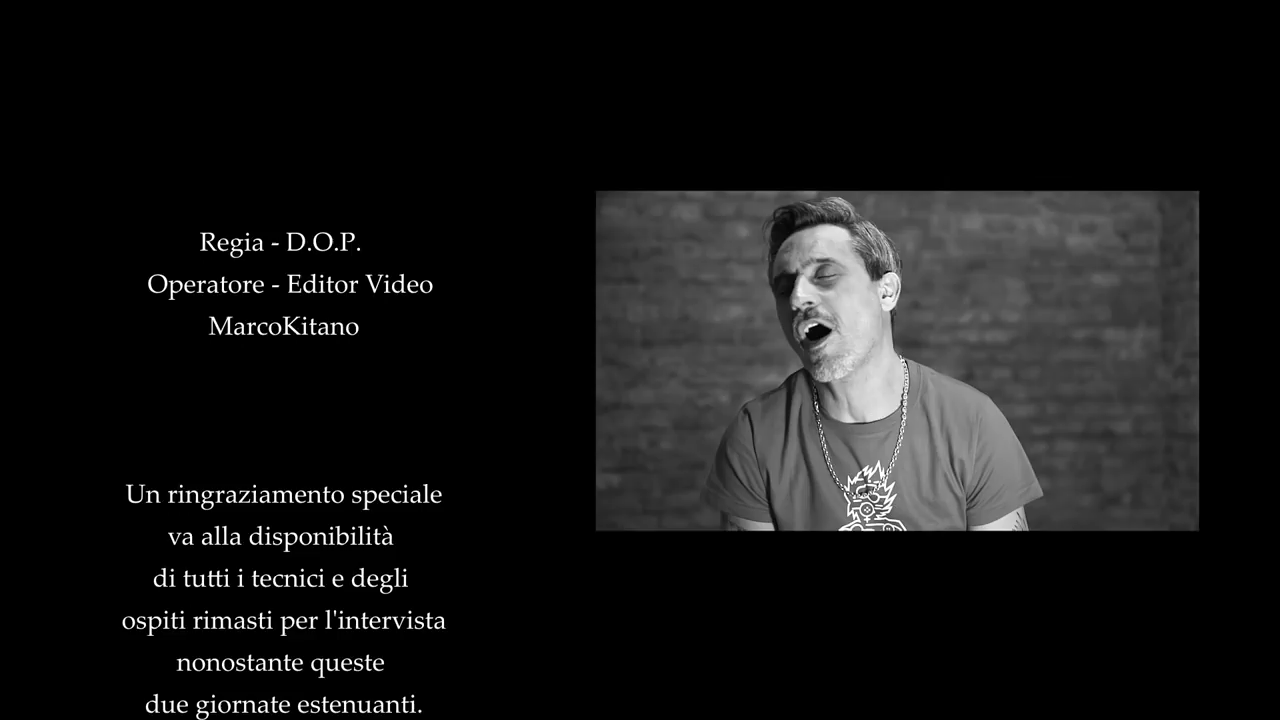 Regia - D.O.P.
Operatore - Editor Video
MarcoKitano
Un ringraziamento speciale
va alla disponibilità
di tutti i tecnici e degli
ospiti rimasti per l'intervista
nonostante queste
due giornate estenuanti.